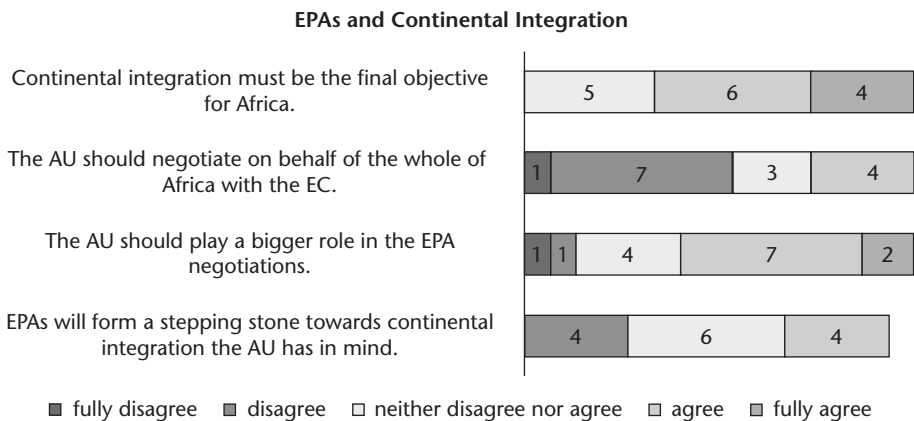 EPAs and Continental Integration
Continental integration must be the final objective
for Africa.
5 6 4
The AU should negotiate on behalf of the whole of
Africa with the EC.
1 7 3 4
The AU should play a bigger role in the EPA
negotiations.
1 1 4 7 2
EPAs will form a stepping stone towards continental
integration the AU has in mind.
4 6 4
fully disagree disagree neither disagree nor agree agree fully agree